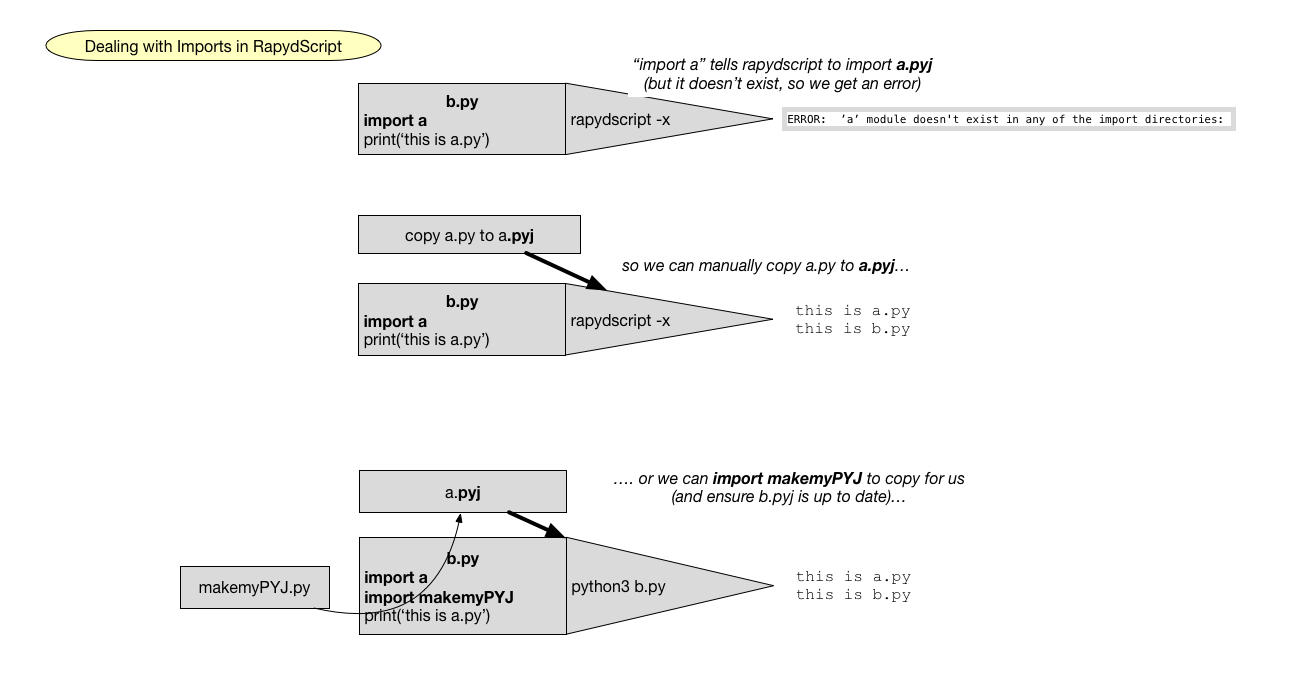 Dealing with Imports in RapydScript
“import a” tells rapydscript to import a.pyj
(but it doesn’t exist, so we get an error)
b.py
import a
print(‘this is a.py’)
rapydscript -x
ERROR:  ’a’ module doesn't exist in any of the import directories:
copy a.py to a.pyj
so we can manually copy a.py to a.pyj…
b.py
import a
print(‘this is a.py’)
rapydscript -x
this is a.py
this is b.py
a.pyj
…. or we can import makemyPYJ to copy for us
(and ensure b.pyj is up to date)…
makemyPYJ.py
b.py
import a
import makemyPYJ
print(‘this is a.py’)
python3 b.py
this is a.py
this is b.py